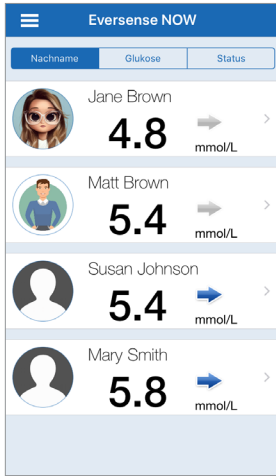 Eversense NOW
Nachname Glukose Status
Jane Brown
4.8
mmol/L
Matt Brown
5.4
mmol/L
Susan Johnson
5.4
mmol/L
Mary Smith
5.8
mmol/L